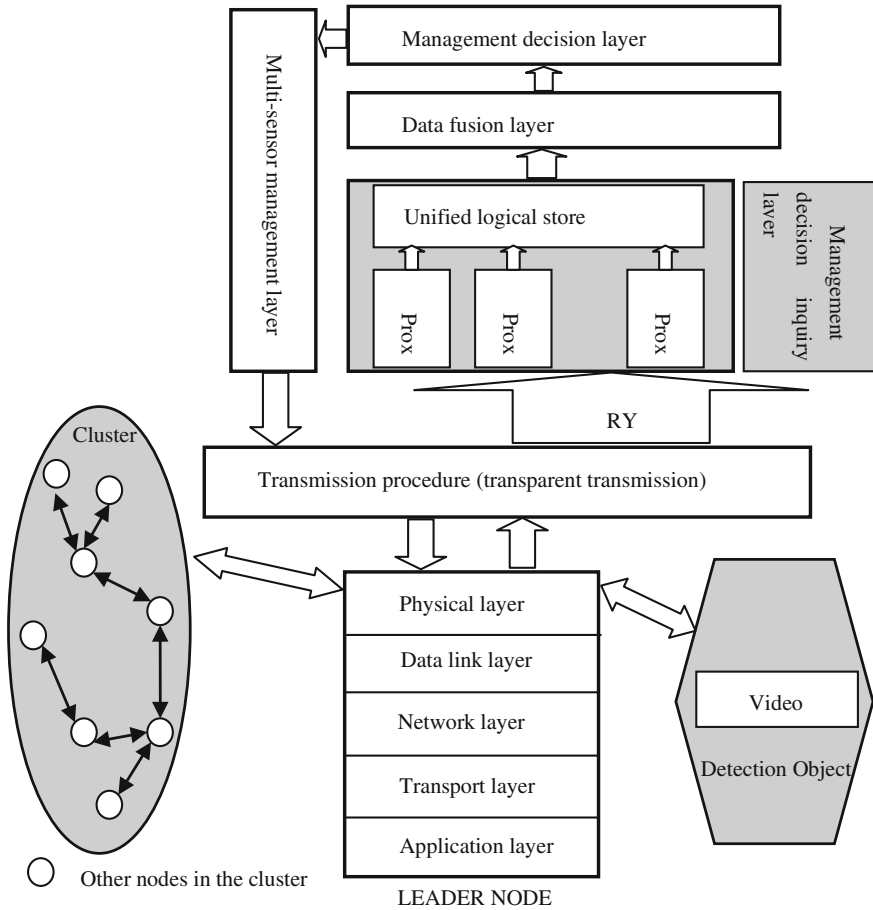 Management decision layer
Multi-sensor management layer
Data fusion layer
Unified logical store
Prox
Prox
Prox
Management
decision inquiry
laver
RY
Cluster
Transmission procedure (transparent transmission)
Physical layer
Data link layer
Network layer
Transport layer
Application layer
LEADER NODE
Video
Detection Object
Other nodes in the cluster